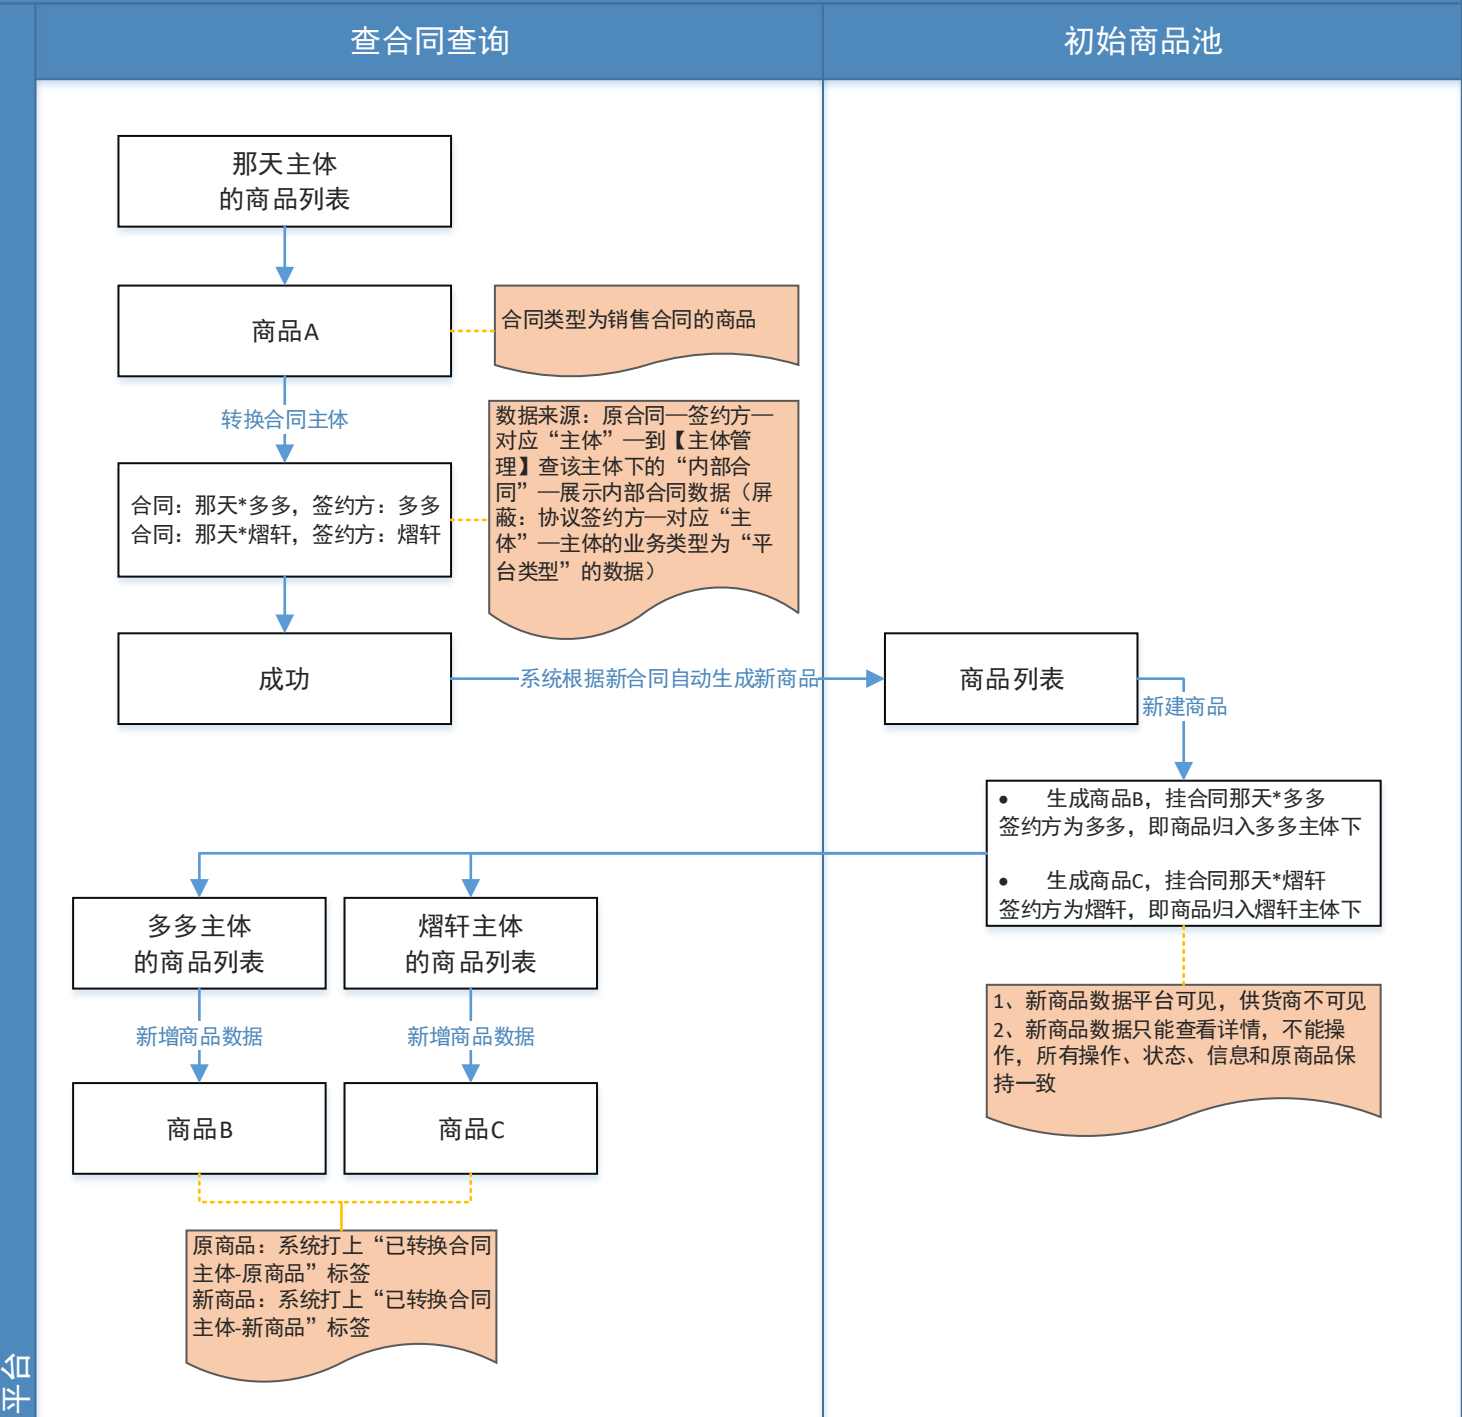 查合同查询
初始商品池
那天主体
的商品列表
商品A
合同类型为销售合同的商品
转换合同主体
数据来源：原合同—签约方—
对应“主体”—到【主体管
理】查该主体下的“内部合
同”—展示内部合同数据（屏
蔽：协议签约方—对应“主
体”—主体的业务类型为“平
台类型”的数据）
合同：那天*多多，签约方：多多
合同：那天*熠轩，签约方：熠轩
成功
系统根据新合同自动生成新商品
商品列表
新建商品
• 生成商品B，挂合同那天*多多
签约方为多多，即商品归入多多主体下
• 生成商品C，挂合同那天*熠轩
签约方为熠轩，即商品归入熠轩主体下
多多主体
的商品列表
熠轩主体
的商品列表
1、新商品数据平台可见，供货商不可见
2、新商品数据只能查看详情，不能操
作，所有操作、状态、信息和原商品保
持一致
新增商品数据
新增商品数据
商品B
商品C
原商品：系统打上“已转换合同
主体-原商品”标签
新商品：系统打上“已转换合同
主体-新商品”标签
平台